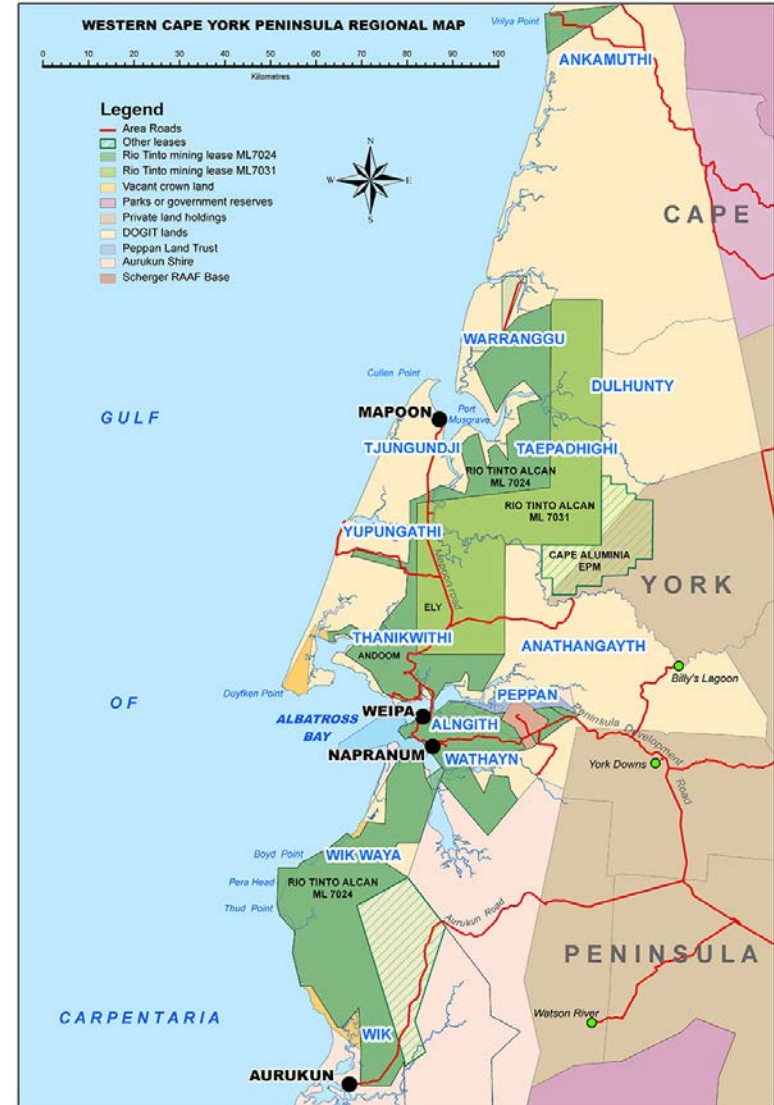 WESTERN CAPE YORK PENINSULA REGIONAL MAP
Vrilya Point
0 10 20 30 40 50 60 70 80 90 100
Kilometres
ANKAMUTHI
Legend
Area Roads
Other leases
Rio Tinto mining lease ML7024
Rio Tinto mining lease ML7031
Vacant crown land
Parks or government reserves
Private land holdings
DOGIT lands
Peppan Land Trust
Aurukun Shire
Scherger RAAF Base
N
W
E
S
CAPE
WARRANGGU
Cullen Point
DULHUNTY
MAPOON
Port
Musgrave
GULF
TJUNGUNDJI
TAEPADHIGHI
RIO TINTO ALCAN
ML 7024
RIO TINTO ALCAN
ML 7031
YUPUNGATHI
Mapoon road
CAPE ALUMINIA
EPM
YORK
ELY
THANIKWITHI
ANDOOM
ANATHANGAYTH
Billy's Lagoon
Duyfken Point
PEPPAN
OF
ALBATROSS
BAY
WEIPA
ALNGITH
Peninsula Development Road
NAPRANUM
WATHAYN
York Downs
Boyd Point
WIK WAYA
Pera Head
RIO TINTO ALCAN
ML 7024
Thud Point
Aurukun Road
PENINSULA
CARPENTARIA
Watson River
WIK
AURUKUN